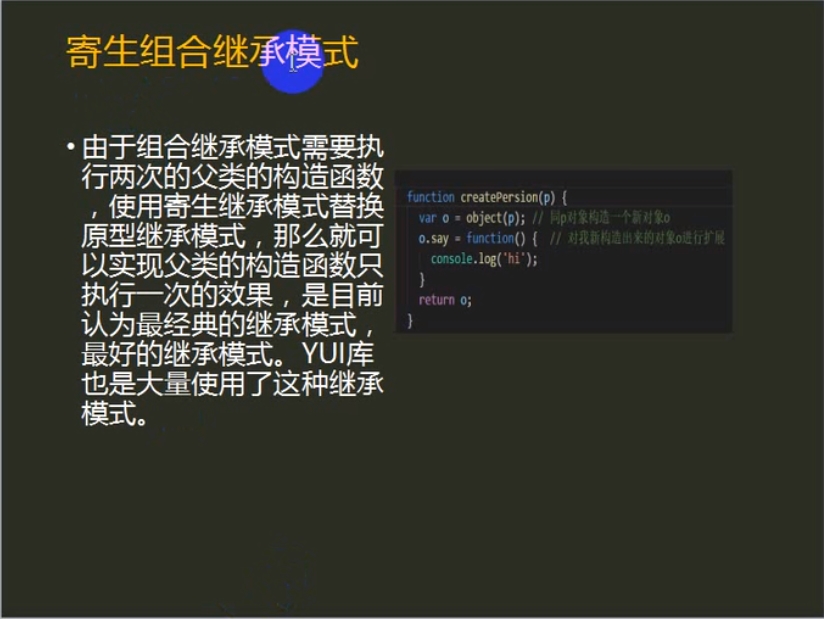 寄生组合继承模式
• 由于组合继承模式需要执
行两次的父类的构造函数
，使用寄生继承模式替换
原型继承模式，那么就可
以实现父类的构造函数只
执行一次的效果，是目前
认为最经典的继承模式，
最好的继承模式。YUI库
也是大量使用了这种继承
模式。
function createPersion(p) {
var o = object(p); // 同p对象构造一个新对象o
o.say = function() { // 对我新构造出来的对象o进行扩展
console.log('hi');
}
return o;
}